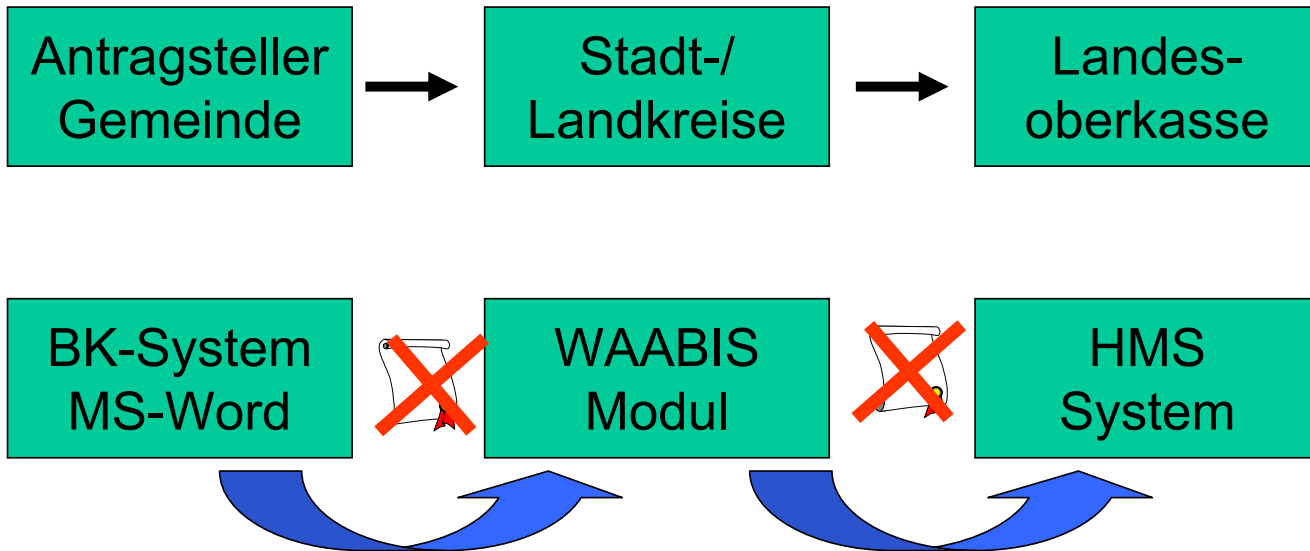 Antragsteller
Gemeinde
Stadt-/
Landkreise
Landes-
oberkasse
BK-System
MS-Word
WAABIS
Modul
HMS
System